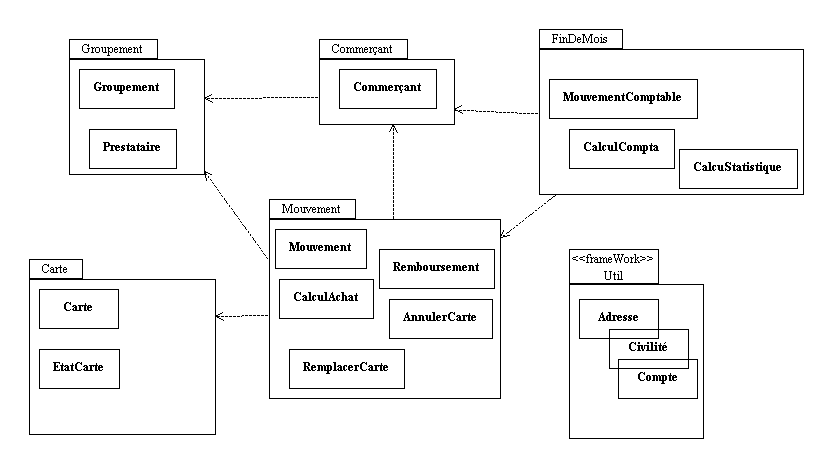 Groupement
Groupement
Prestataire
Commerçant
Commerçant
FinDeMois
MouvementComptable
CalculCompta
CalcuStatistique
Mouvement
Mouvement
Remboursement
CalculAchat
AnnulerCarte
RemplacerCarte
Carte
Carte
EtatCarte
<<frameWork>>
Util
Adresse
Civilité
Compte